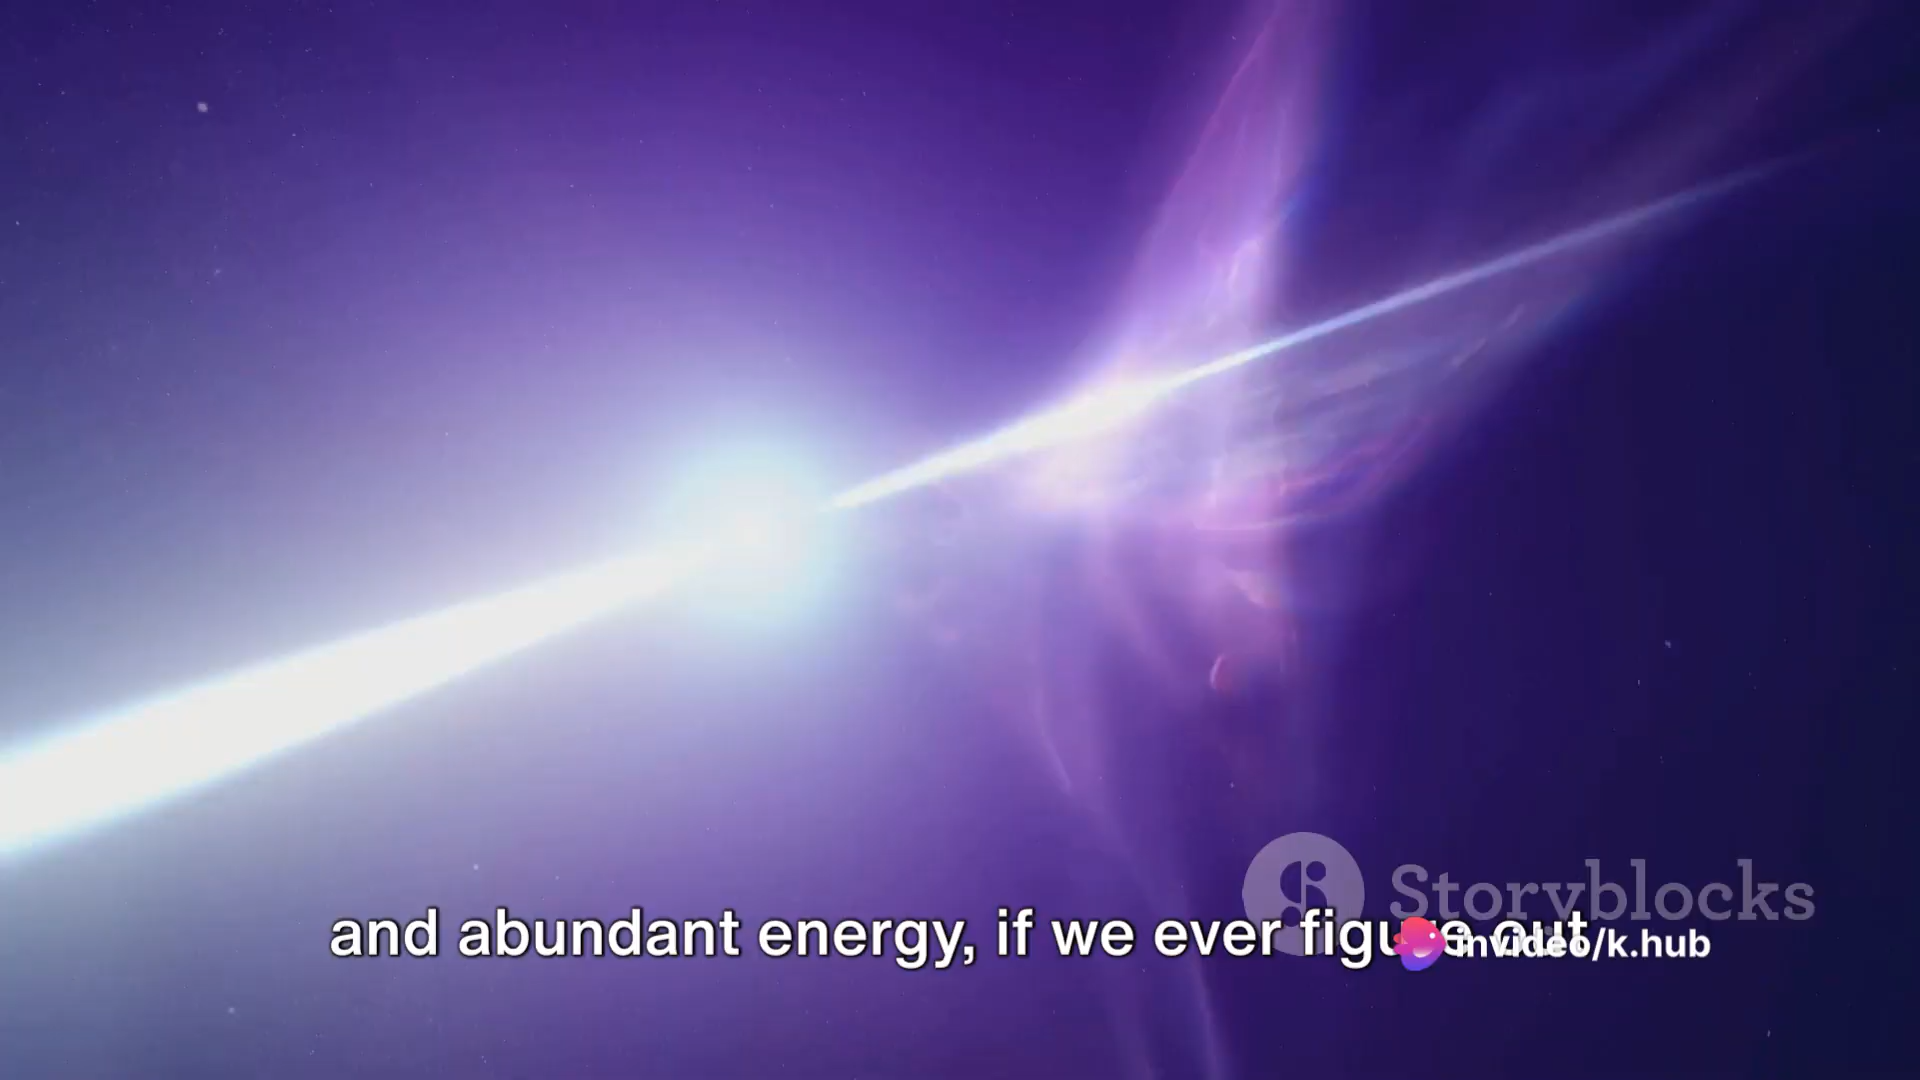 Storyblocks
and abundant energy, if we ever figure out
invideo/k.hub